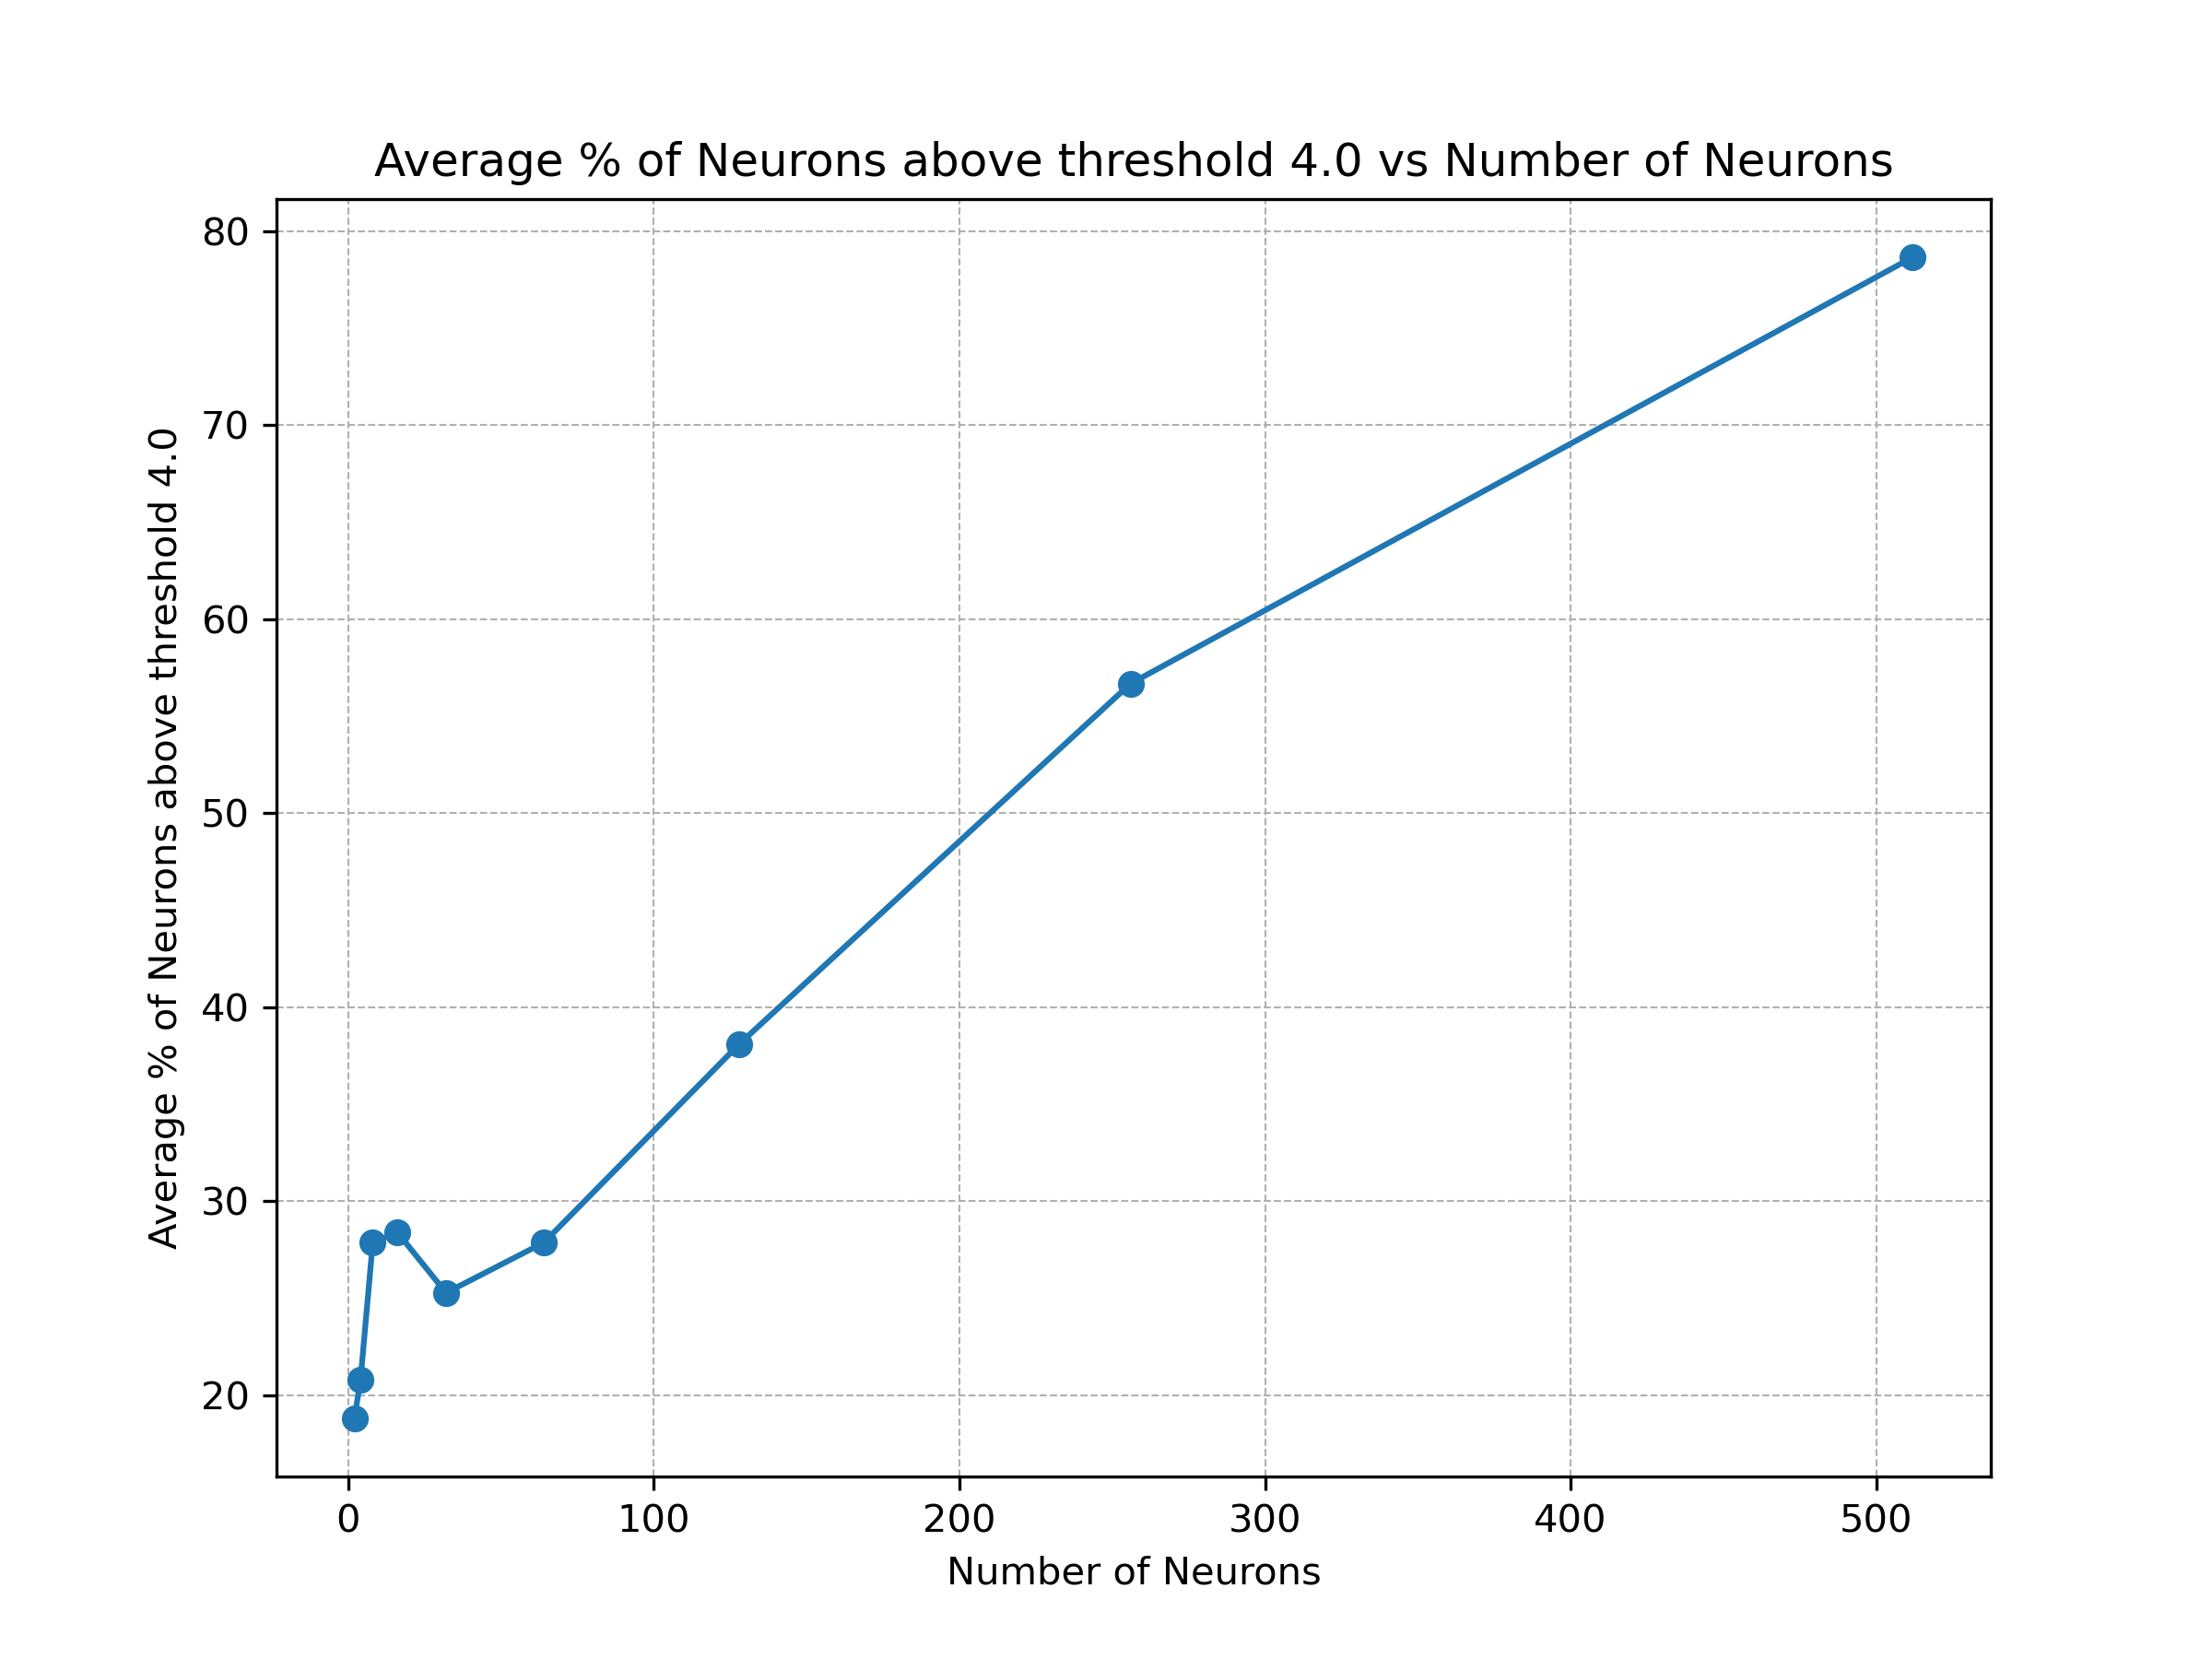 Average % of Neurons above threshold 4.0 vs Number of Neurons
Average % of Neurons above threshold 4.0
80
70
60
50
40
30
20
0 100 200 300 400 500
Number of Neurons